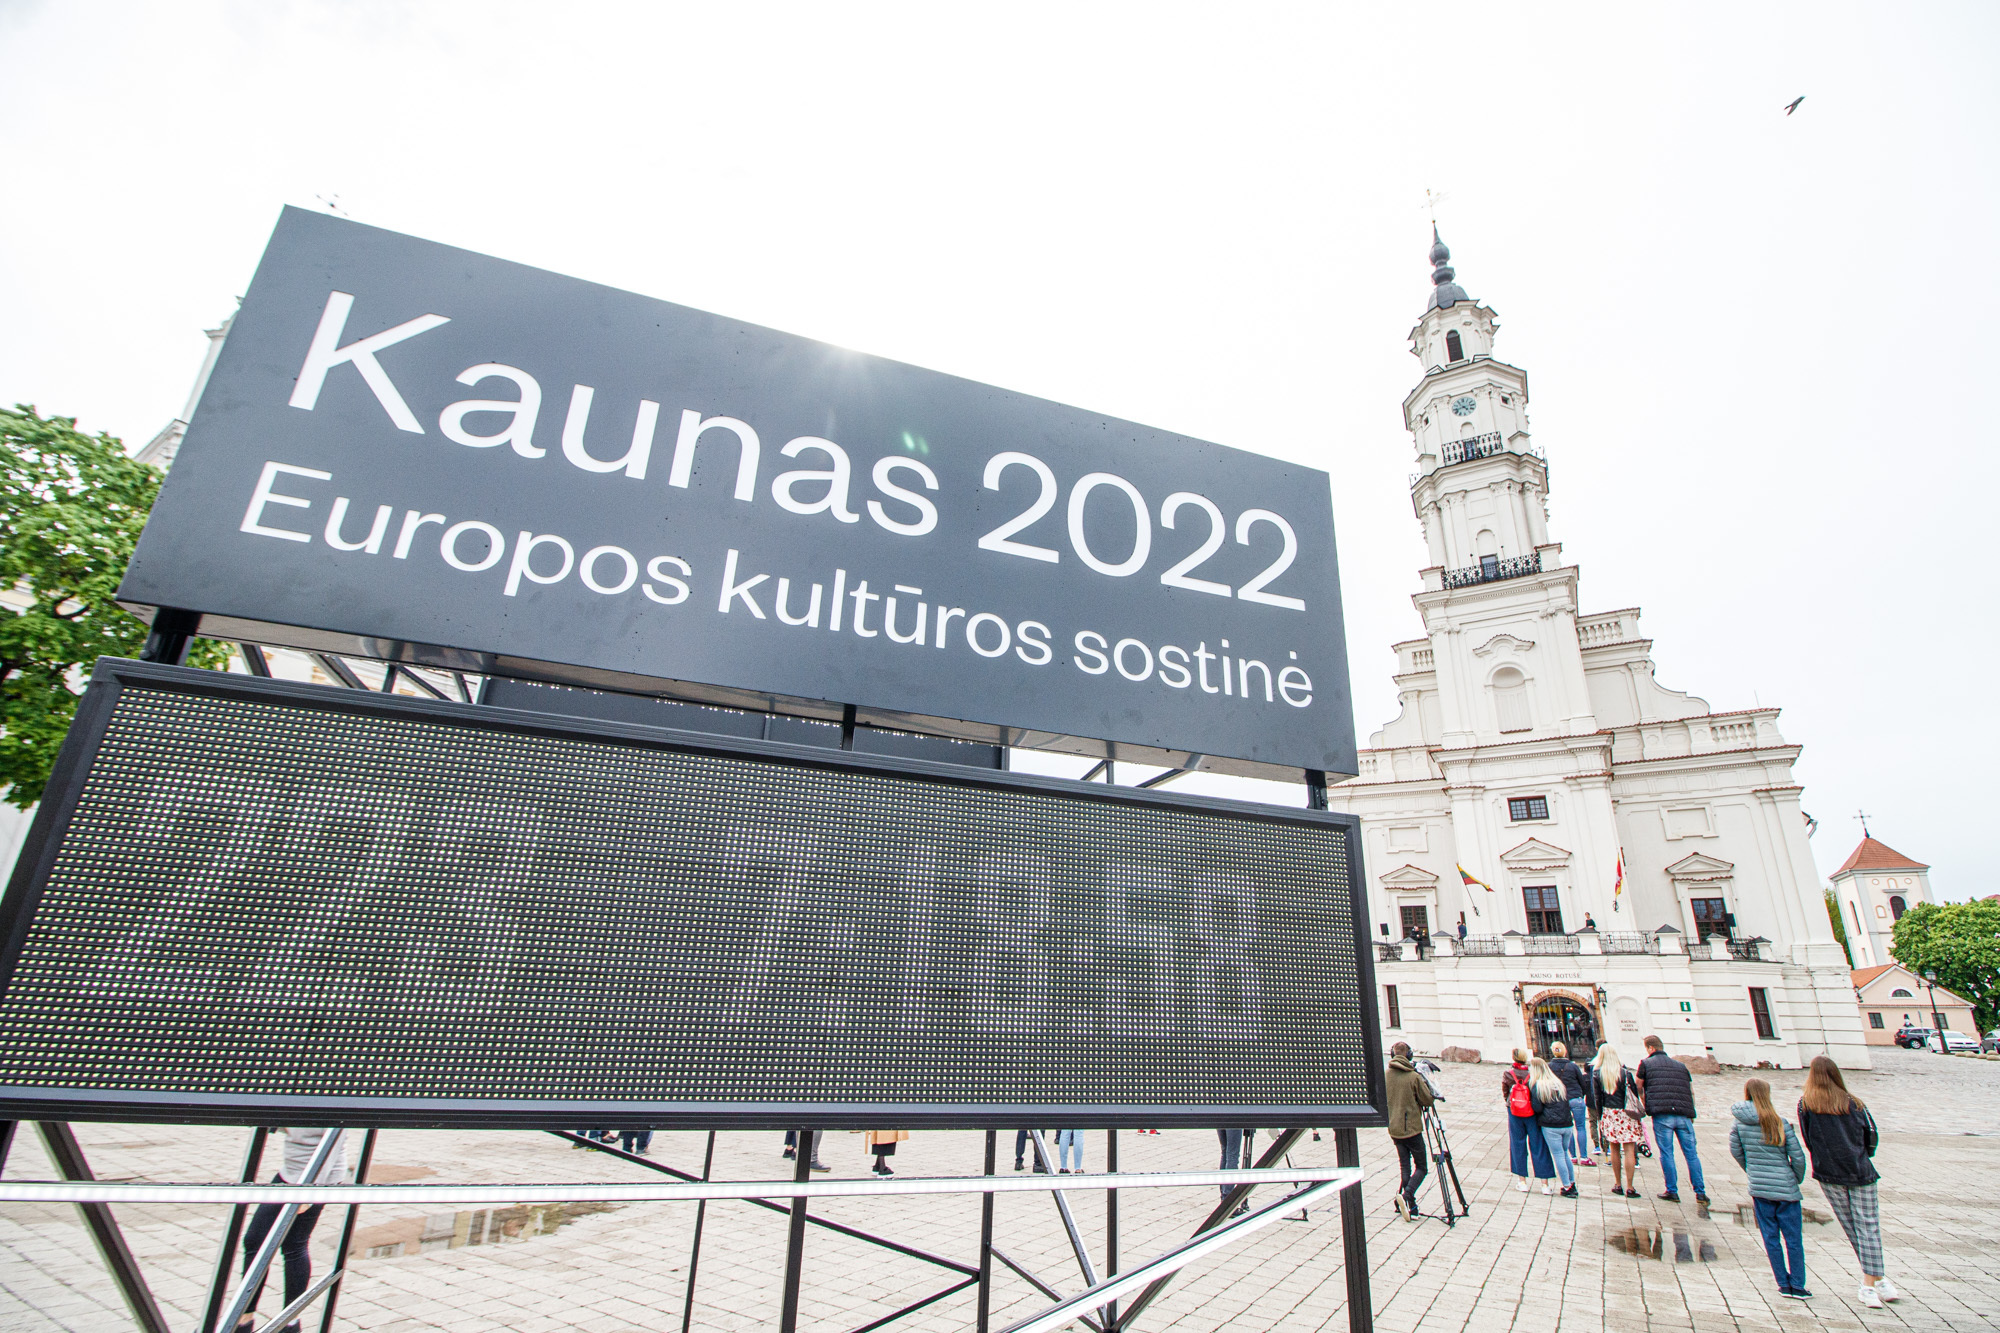 Kaunas 2022
Europos kultūros sostinė
KAUNO ROTUŠĖ